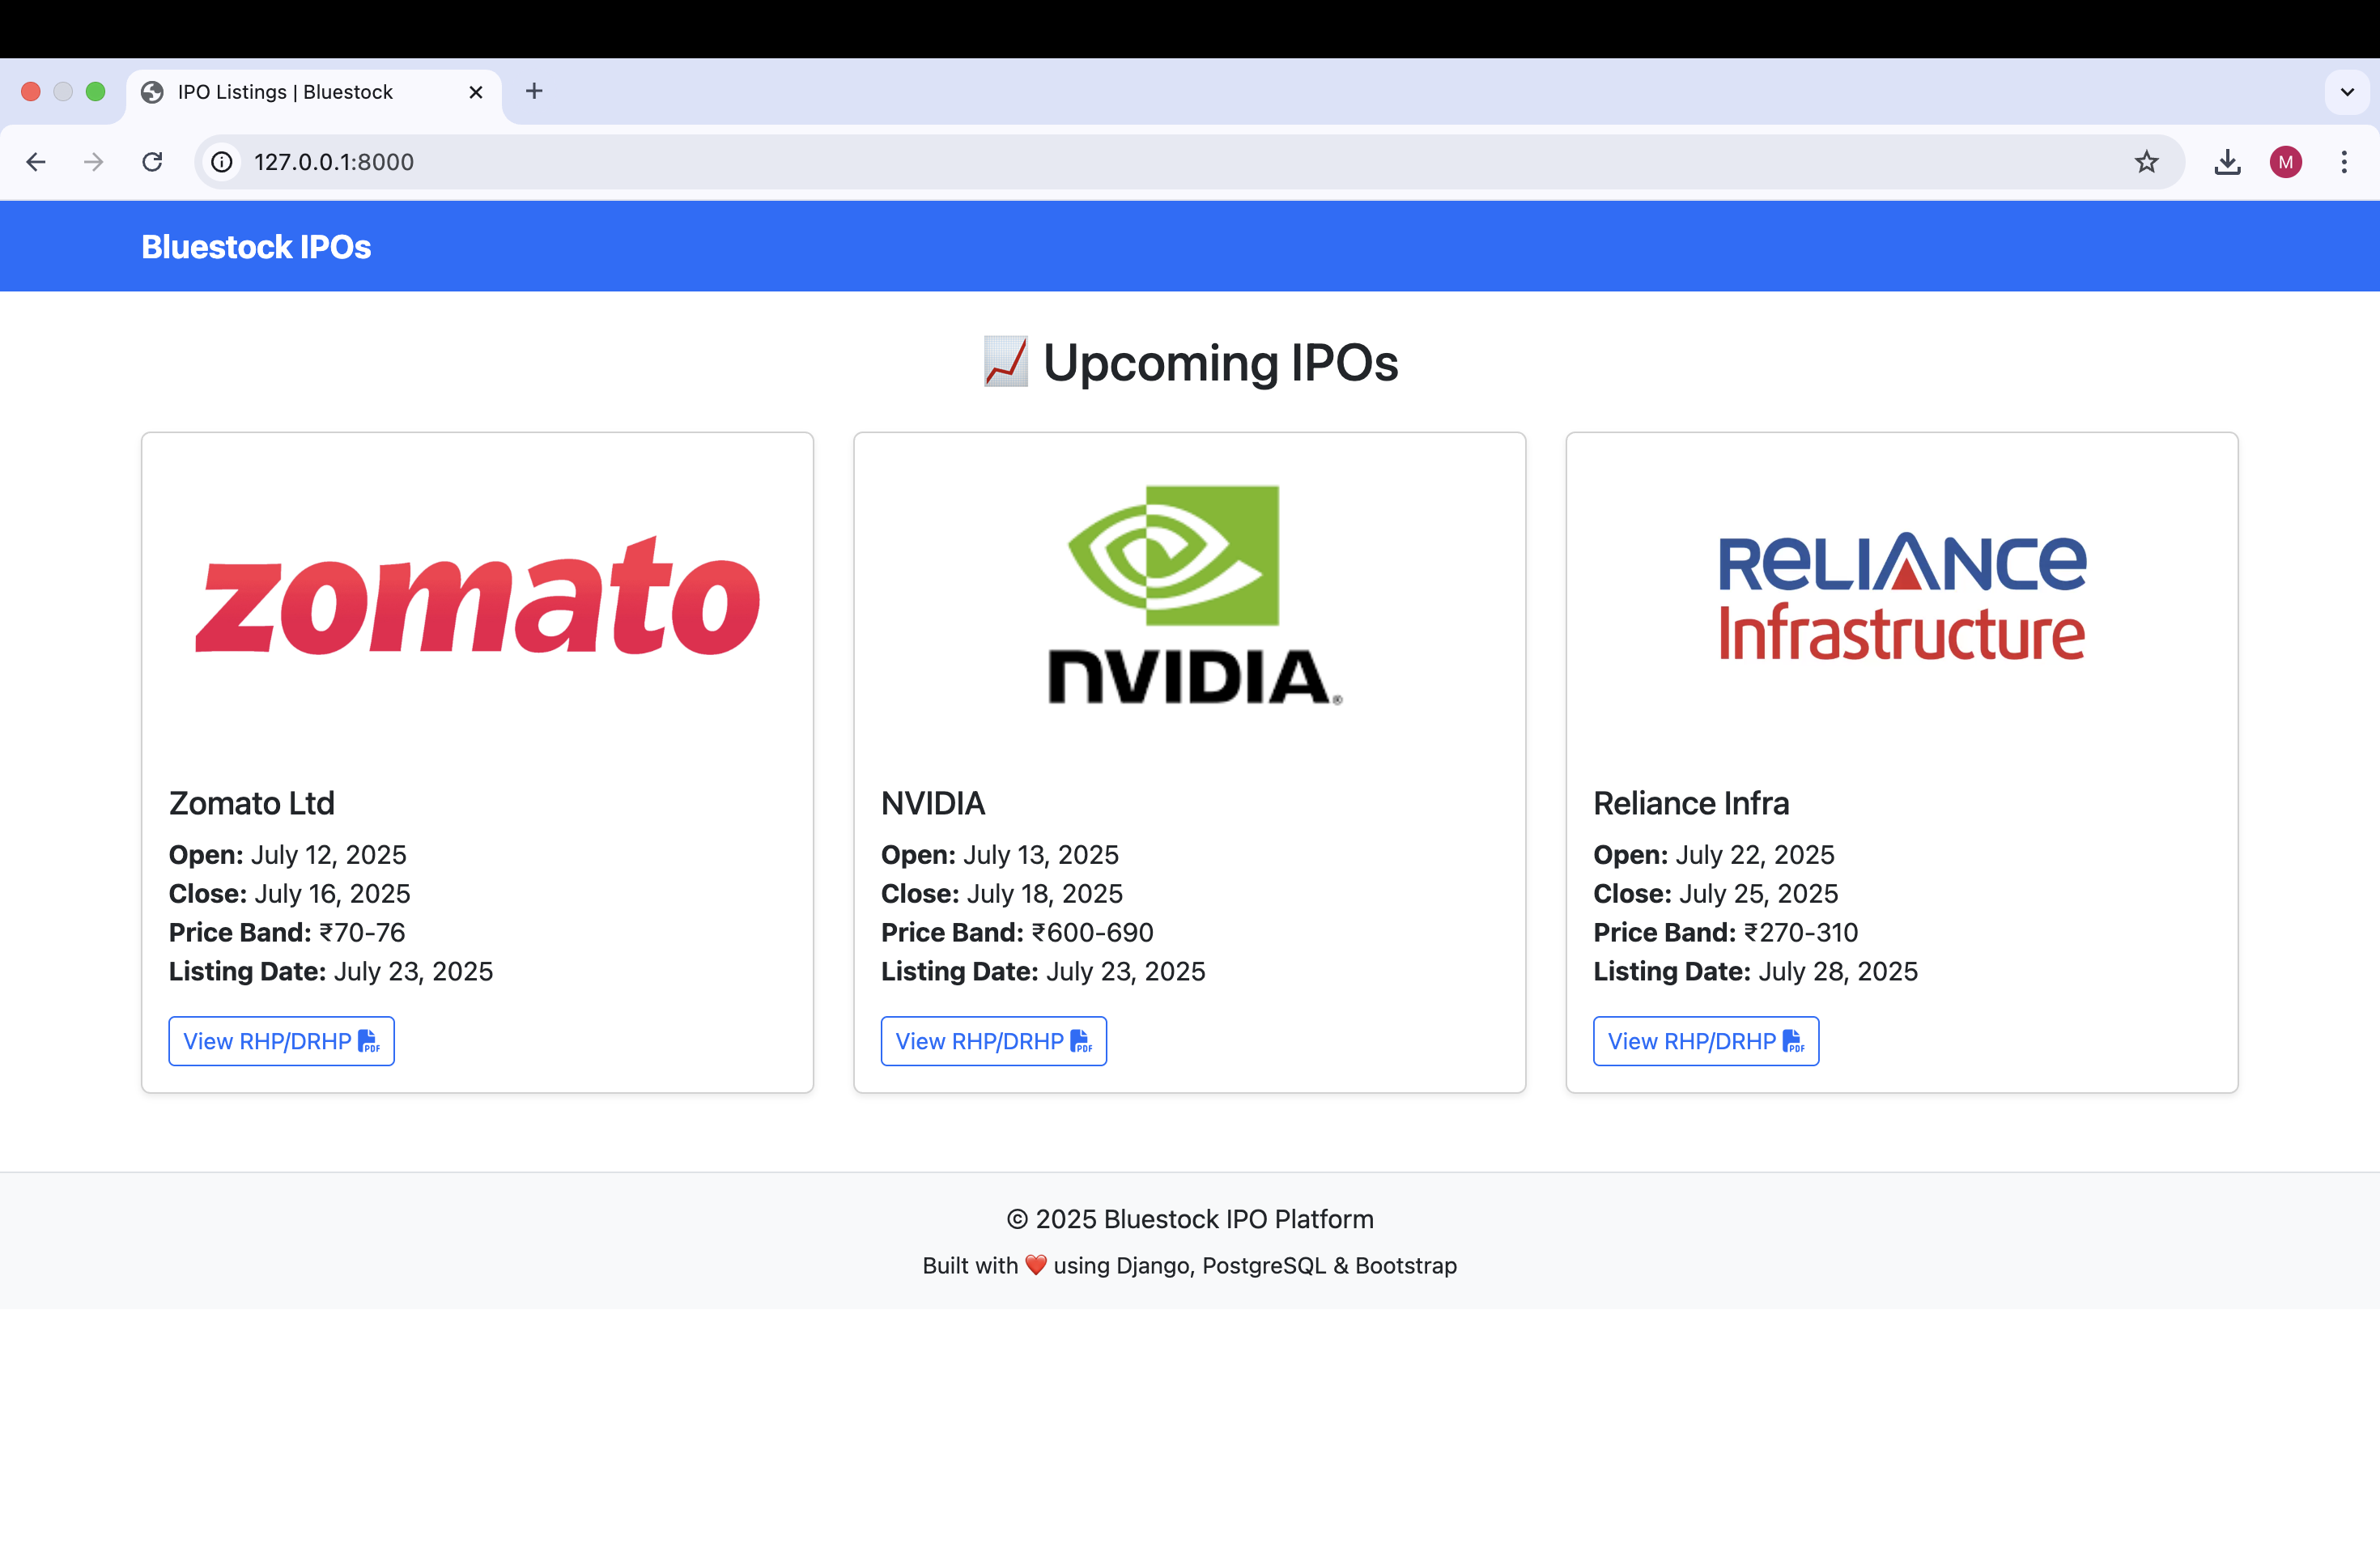 IPO Listings | Bluestock
127.0.0.1:8000
M
Bluestock IPOs
📈 Upcoming IPOs
zomato
Zomato Ltd
Open: July 12, 2025
Close: July 16, 2025
Price Band: ₹70-76
Listing Date: July 23, 2025
View RHP/DRHP PDF
NVIDIA®
NVIDIA
Open: July 13, 2025
Close: July 18, 2025
Price Band: ₹600-690
Listing Date: July 23, 2025
View RHP/DRHP PDF
RELIANCE
Infrastructure
Reliance Infra
Open: July 22, 2025
Close: July 25, 2025
Price Band: ₹270-310
Listing Date: July 28, 2025
View RHP/DRHP PDF
© 2025 Bluestock IPO Platform
Built with ❤️ using Django, PostgreSQL & Bootstrap